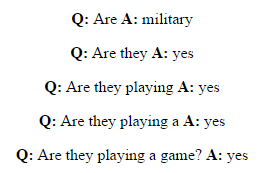 Q: Are A: military
Q: Are they A: yes
Q: Are they playing A: yes
Q: Are they playing a A: yes
Q: Are they playing a game? A: yes